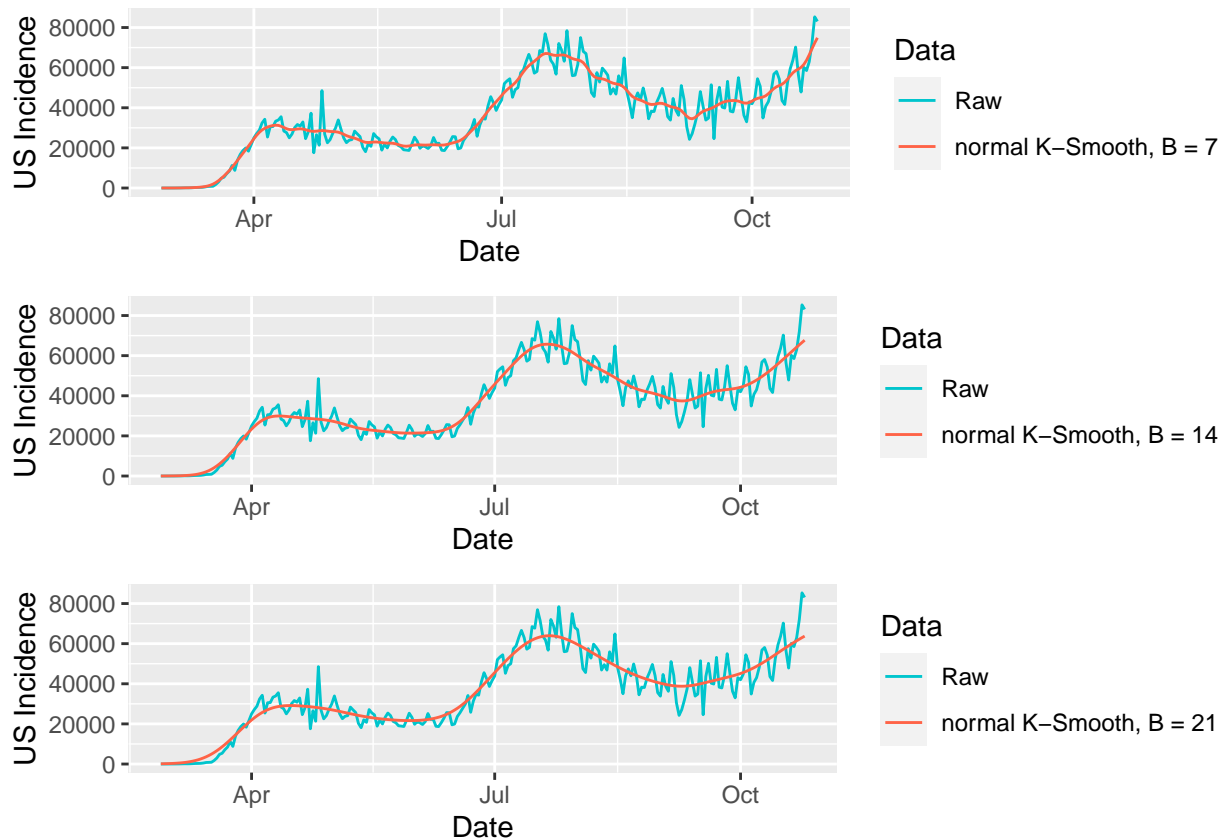 US Incidence
80000
60000
40000
20000
0
Apr
Jul
Oct
Date
Data
Raw
normal K−Smooth, B = 7
US Incidence
80000
60000
40000
20000
0
Apr
Jul
Oct
Date
Data
Raw
normal K−Smooth, B = 14
US Incidence
80000
60000
40000
20000
0
Apr
Jul
Oct
Date
Data
Raw
normal K−Smooth, B = 21